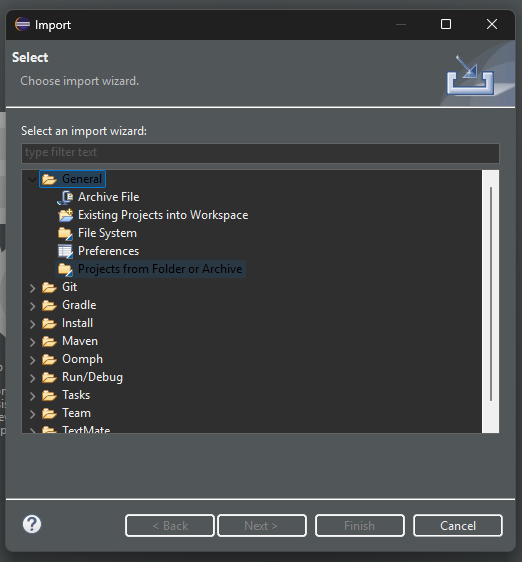 Import
Select
Choose import wizard.
Select an import wizard:
type filter text
General
Archive File
Existing Projects into Workspace
File System
Preferences
Projects from Folder or Archive
Git
Gradle
Install
Maven
Oomph
Run/Debug
Tasks
Team
TextMate
?
< Back
Next >
Finish
Cancel